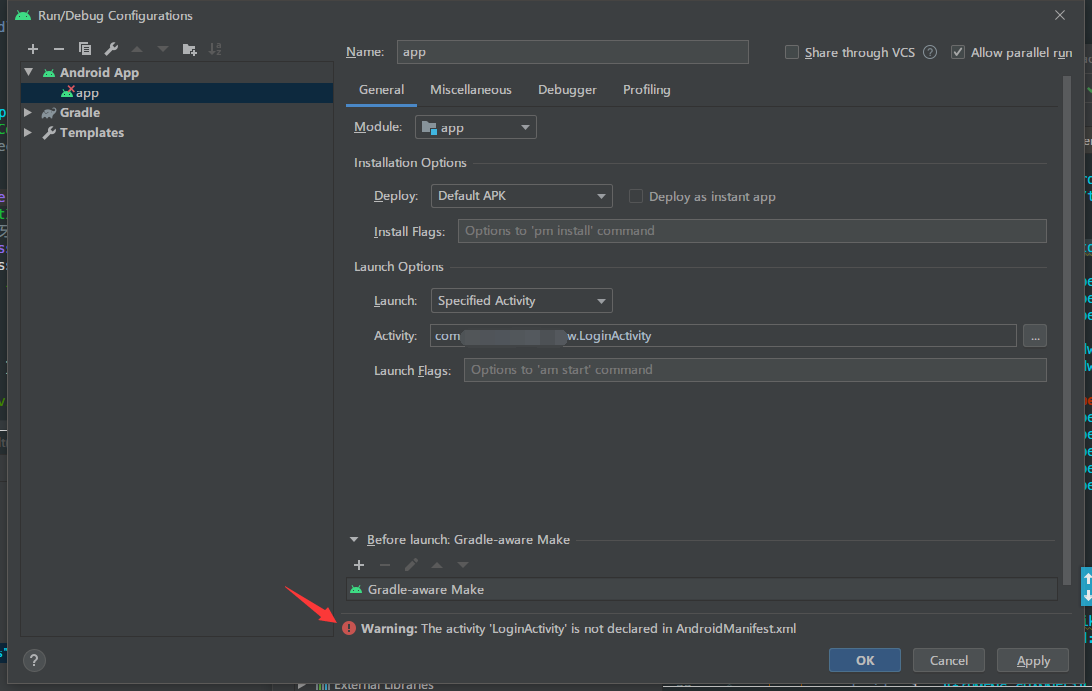 Run/Debug Configurations
Name: app
Share through VCS ?
Allow parallel run
Android App
app
Gradle
Templates
General Miscellaneous Debugger Profiling
Module: app
Installation Options
Deploy: Default APK
Deploy as instant app
Install Flags: Options to 'pm install' command
Launch Options
Launch: Specified Activity
Activity: com w.LoginActivity ...
Launch Flags: Options to 'am start' command
Before launch: Gradle-aware Make
Gradle-aware Make
Warning: The activity 'LoginActivity' is not declared in AndroidManifest.xml
? OK Cancel Apply
External Libraries